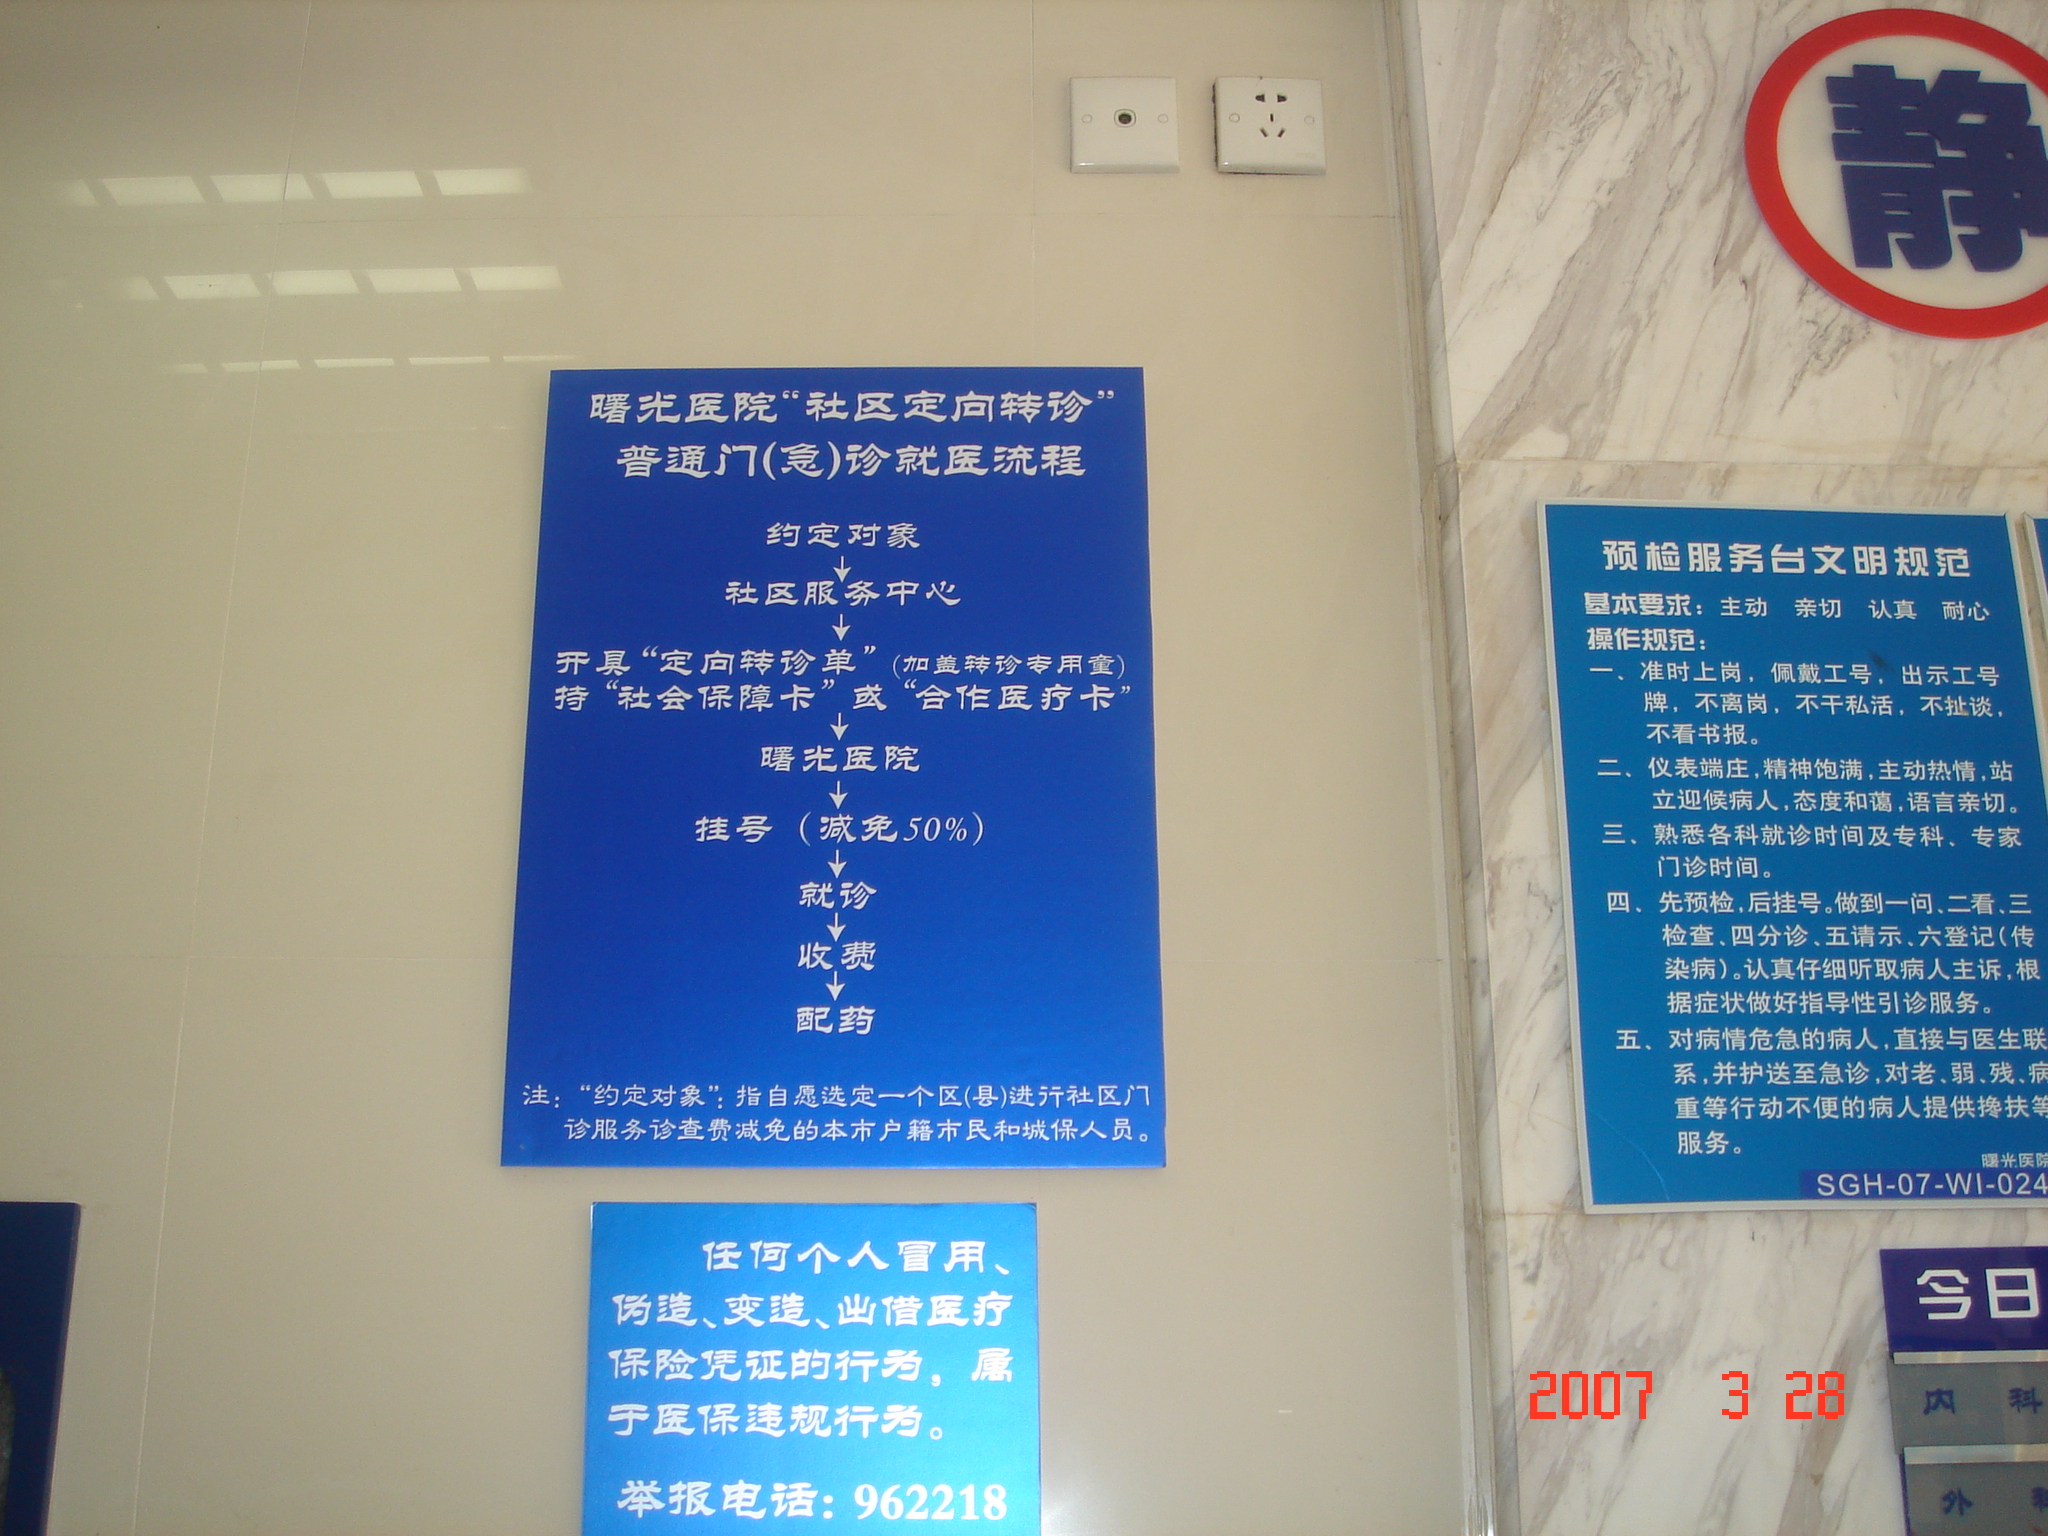 曙光医院“社区定向转诊”
普通门(急)诊就医流程
约定对象
社区服务中心
开具“定向转诊单”(加盖转诊专用章)
持“社会保障卡”或“合作医疗卡”
曙光医院
挂号（减免50%）
就诊
收费
配药
注：“约定对象”：指自愿选定一个区(县)进行社区门
诊服务诊查费减免的本市户籍市民和城保人员。
任何个人冒用、
伪造、变造、出借医疗
保险凭证的行为，属
于医保违规行为。
举报电话：962218
静
预检服务台文明规范
基本要求：主动 亲切 认真 耐心
操作规范：
一、准时上岗，佩戴工号，出示工号
牌，不离岗，不干私活，不扯谈，
不看书报。
二、仪表端庄，精神饱满，主动热情，站
立迎候病人，态度和蔼，语言亲切。
三、熟悉各科就诊时间及专科、专家
门诊时间。
四、先预检，后挂号。做到一问、二看、三
检查、四分诊、五请示、六登记(传
染病)。认真仔细听取病人主诉，根
据症状做好指导性引诊服务。
五、对病情危急的病人，直接与医生联
系，并护送至急诊，对老、弱、残、病
重等行动不便的病人提供搀扶等
服务。
曙光医院
SGH-07-WI-024
今日
内 科
外 科
2007 3 28